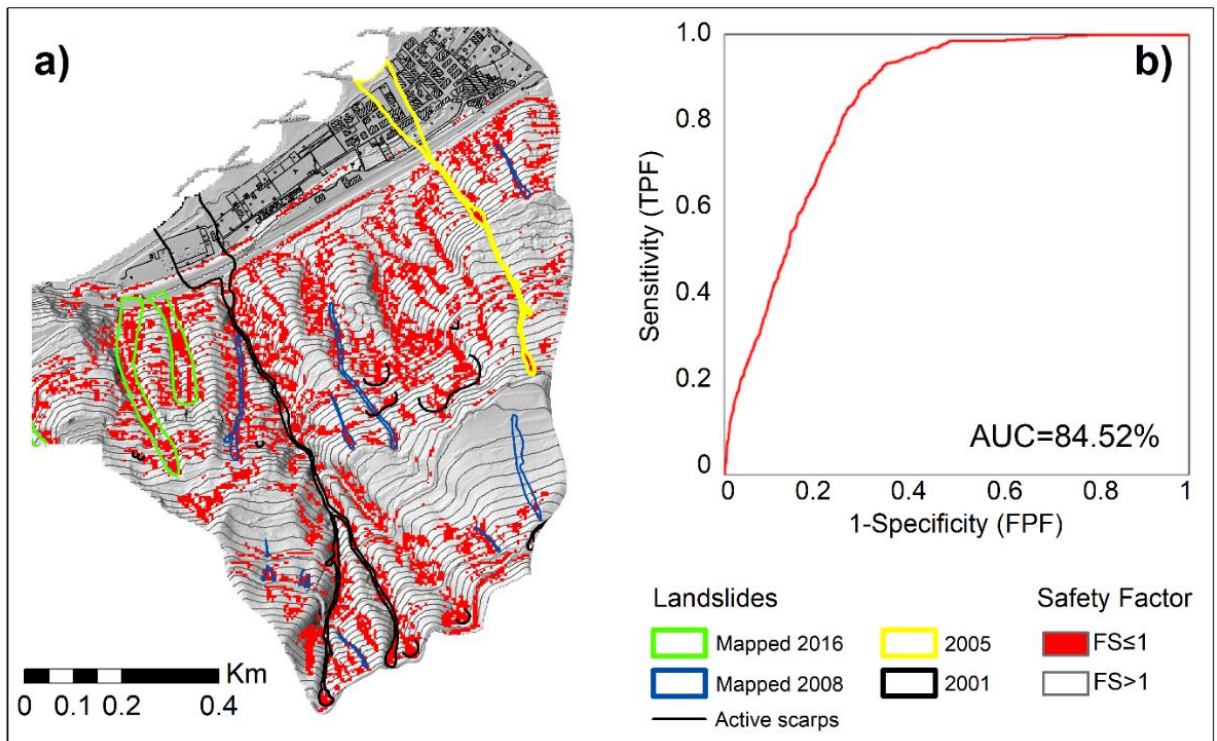 a)
Km
0 0.1 0.2 0.4
b)
1.0
0.8
0.6
0.4
0.2
0
Sensitivity (TPF)
AUC=84.52%
0 0.2 0.4 0.6 0.8 1
1-Specificity (FPF)
Landslides Safety Factor
Mapped 2016 2005 FS≤1
Mapped 2008 2001 FS>1
Active scarps